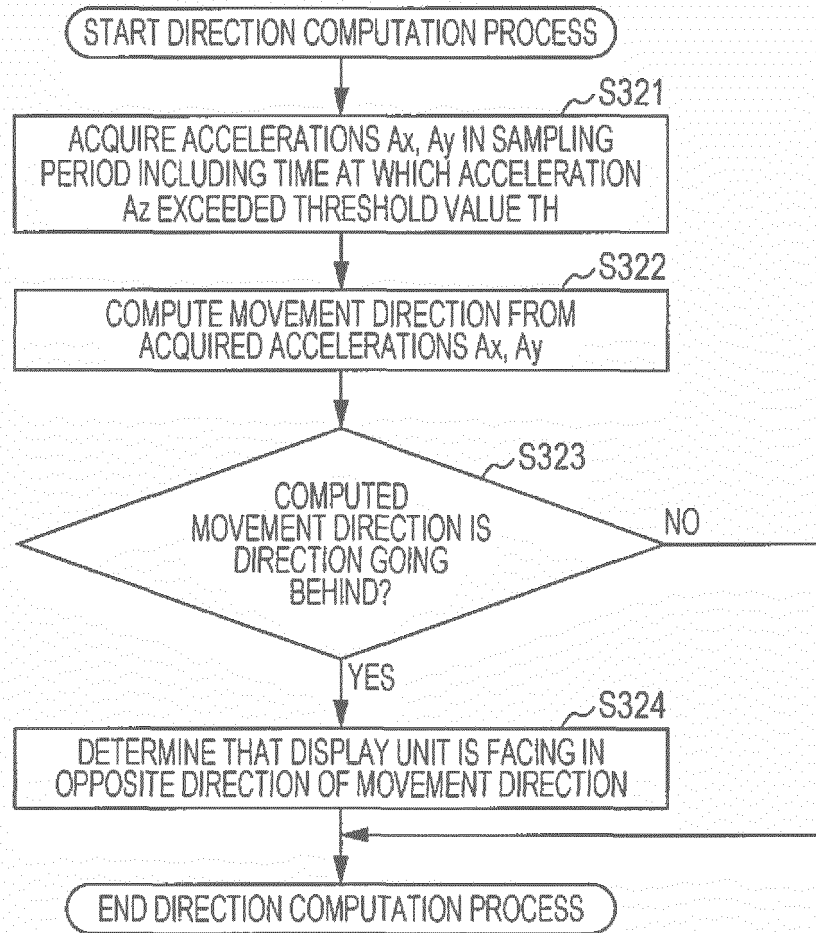 START DIRECTION COMPUTATION PROCESS
S321
ACQUIRE ACCELERATIONS Ax, Ay IN SAMPLING
PERIOD INCLUDING TIME AT WHICH ACCELERATION
Az EXCEEDED THRESHOLD VALUE TH
S322
COMPUTE MOVEMENT DIRECTION FROM
ACQUIRED ACCELERATIONS Ax, Ay
S323
COMPUTED
MOVEMENT DIRECTION IS
DIRECTION GOING
BEHIND?
NO
YES
S324
DETERMINE THAT DISPLAY UNIT IS FACING IN
OPPOSITE DIRECTION OF MOVEMENT DIRECTION
END DIRECTION COMPUTATION PROCESS